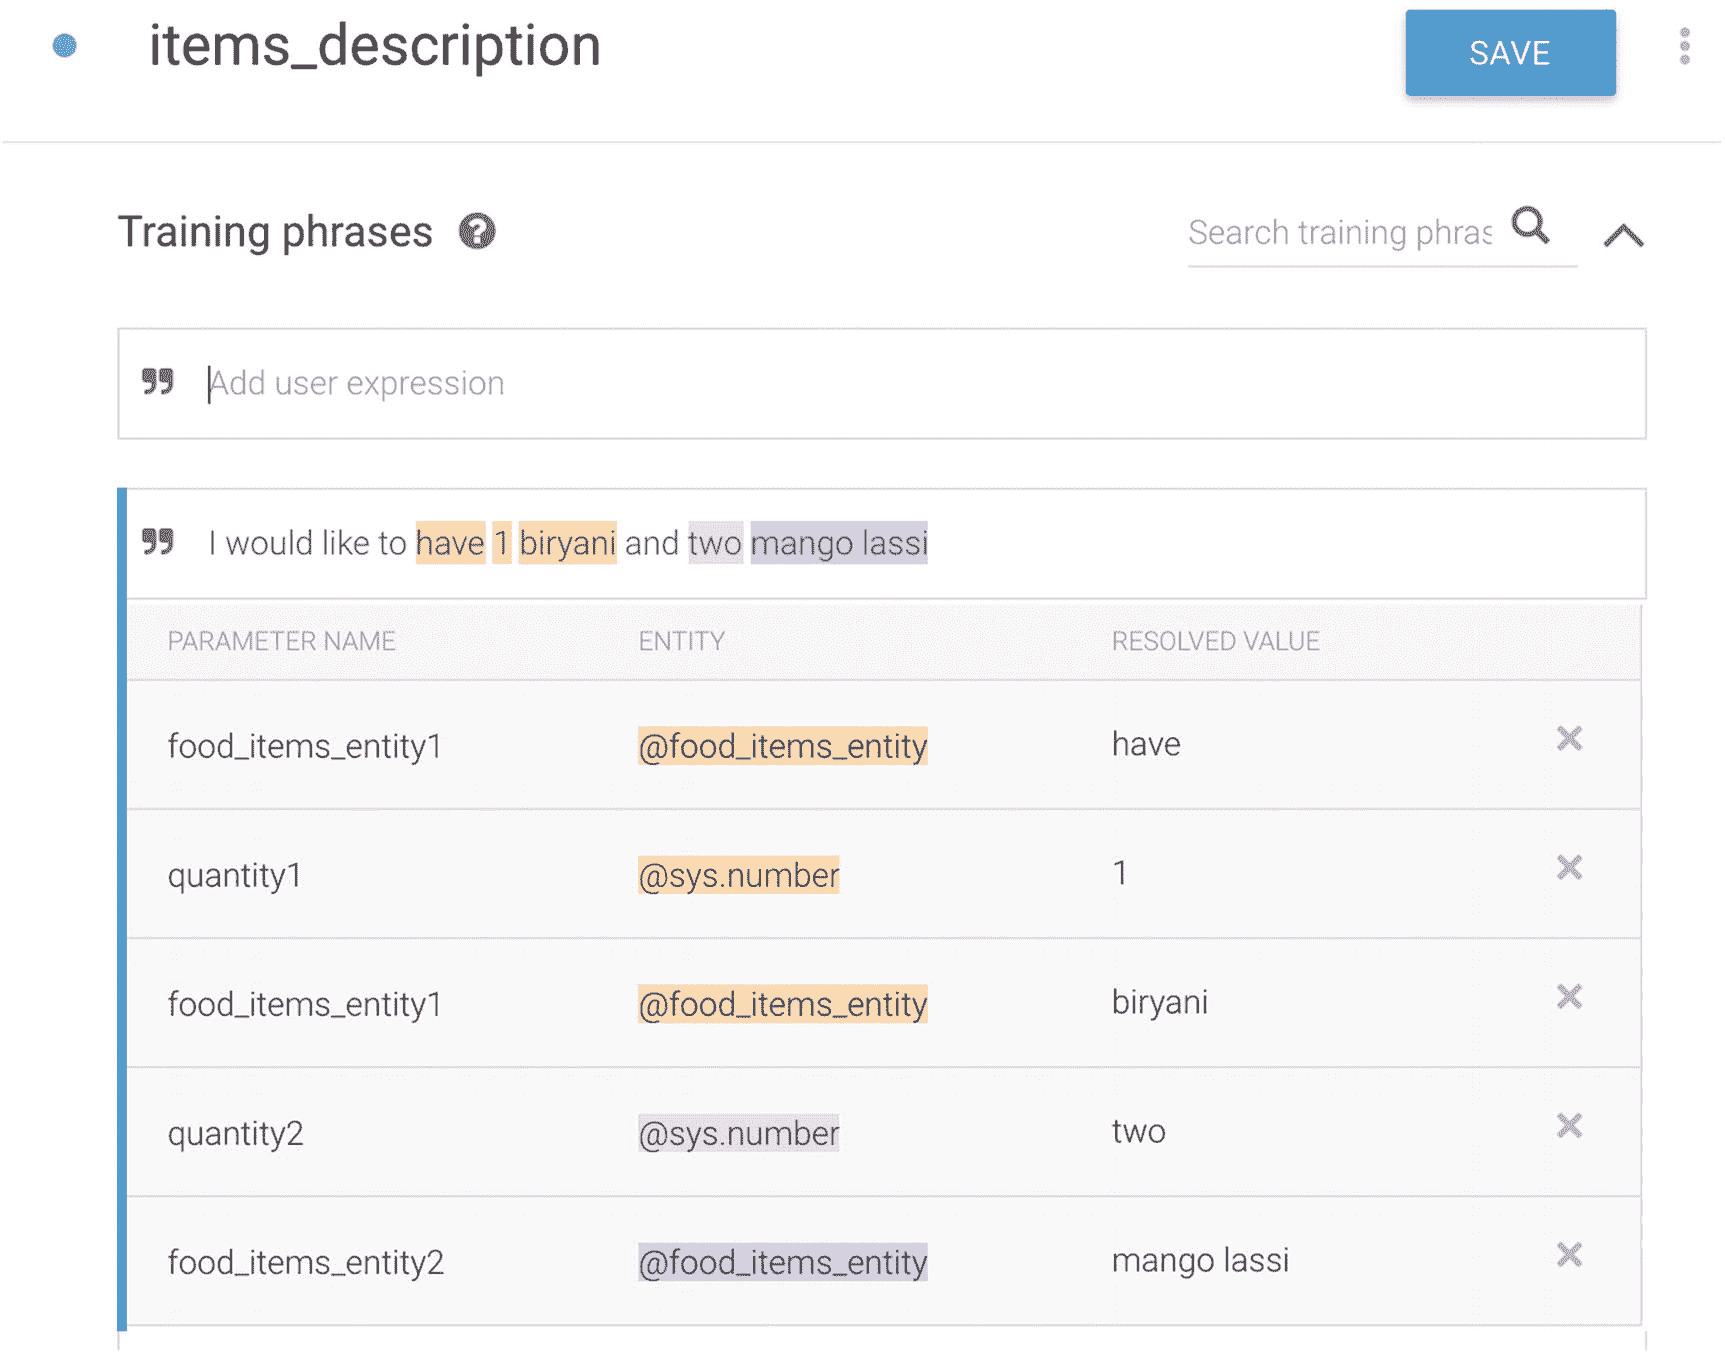 items_description
SAVE
Training phrases
Search training phras
Add user expression
I would like to have 1 biryani and two mango lassi
PARAMETER NAME ENTITY RESOLVED VALUE
food_items_entity1 @food_items_entity have
quantity1 @sys.number 1
food_items_entity1 @food_items_entity biryani
quantity2 @sys.number two
food_items_entity2 @food_items_entity mango lassi